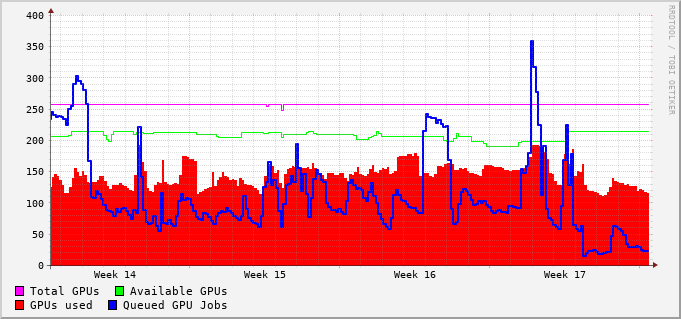 400
350
300
250
200
150
100
50
0
Week 14 Week 15 Week 16 Week 17
Total GPUs Available GPUs
GPUs used Queued GPU Jobs
RRDTOOL / TOBI OETIKER